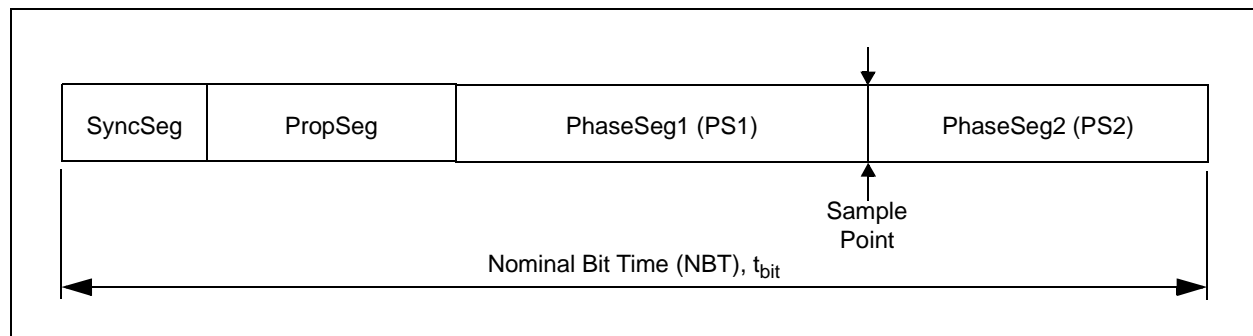 SyncSeg
PropSeg
PhaseSeg1 (PS1)
PhaseSeg2 (PS2)
Sample
Point
Nominal Bit Time (NBT), tbit